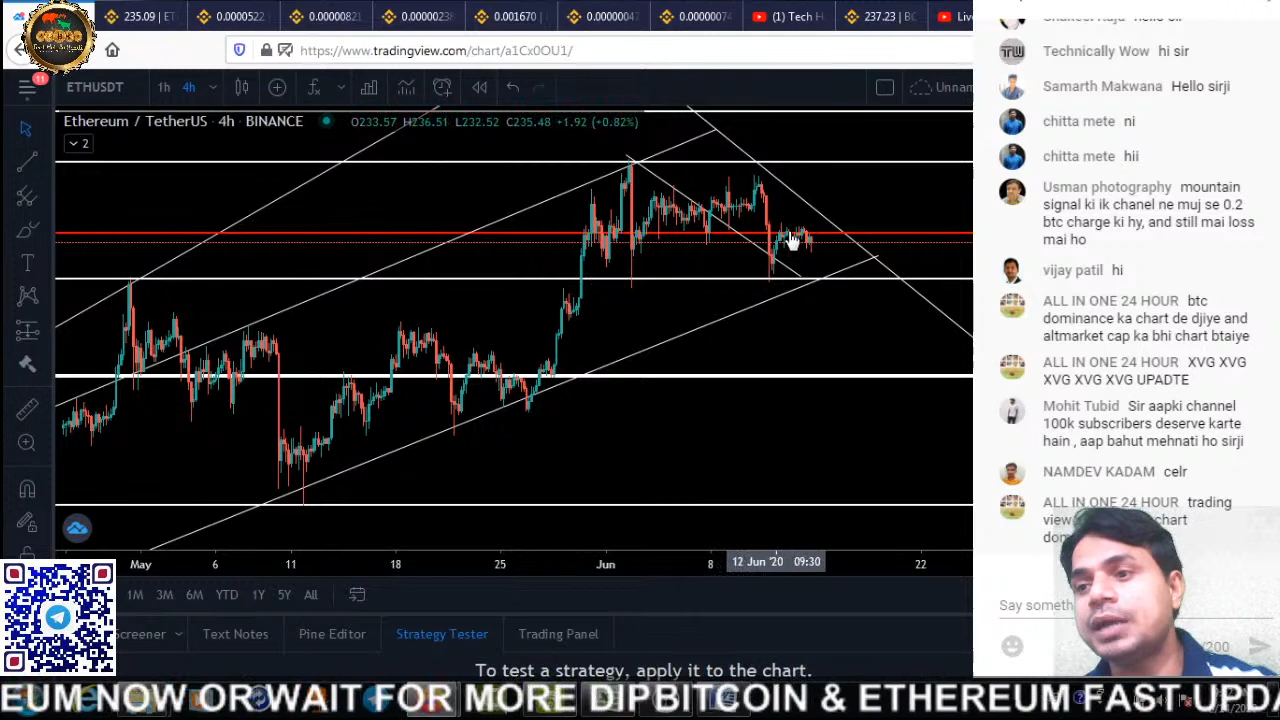 235.09 | ET
0.0000522
0.0000821
0.0000238
0.001670
0.0000004
0.0000007
(1) Tech H
237.23 | BC
Live
https://www.tradingview.com/chart/a1Cx0OU1/
11
ETHUSDT
1h
4h
Unnam
Ethereum / TetherUS · 4h · BINANCE
O233.57 H236.51 L232.52 C235.48 +1.92 (+0.82%)
2
May
6
11
18
25
Jun
8
12 Jun '20 09:30
22
1M
3M
6M
YTD
1Y
5Y
All
Screener
Text Notes
Pine Editor
Strategy Tester
Trading Panel
To test a strategy, apply it to the chart.
Technically Wow hi sir
Samarth Makwana Hello sirji
chitta mete ni
chitta mete hii
Usman photography mountain
signal ki ik chanel ne muj se 0.2
btc charge ki hy, and still mai loss
mai ho
vijay patil hi
ALL IN ONE 24 HOUR btc
dominance ka chart de djiye and
altmarket cap ka bhi chart btaiye
ALL IN ONE 24 HOUR XVG XVG
XVG XVG XVG UPADTE
Mohit Tubid Sir aapki channel
100k subscribers deserve karte
hain , aap bahut mehnati ho sirji
NAMDEV KADAM celr
ALL IN ONE 24 HOUR trading
view
chart
dom
Say someth
/200
EUM NOW OR WAIT FOR MORE DIPBITCOIN & ETHEREUM FAST UPDA